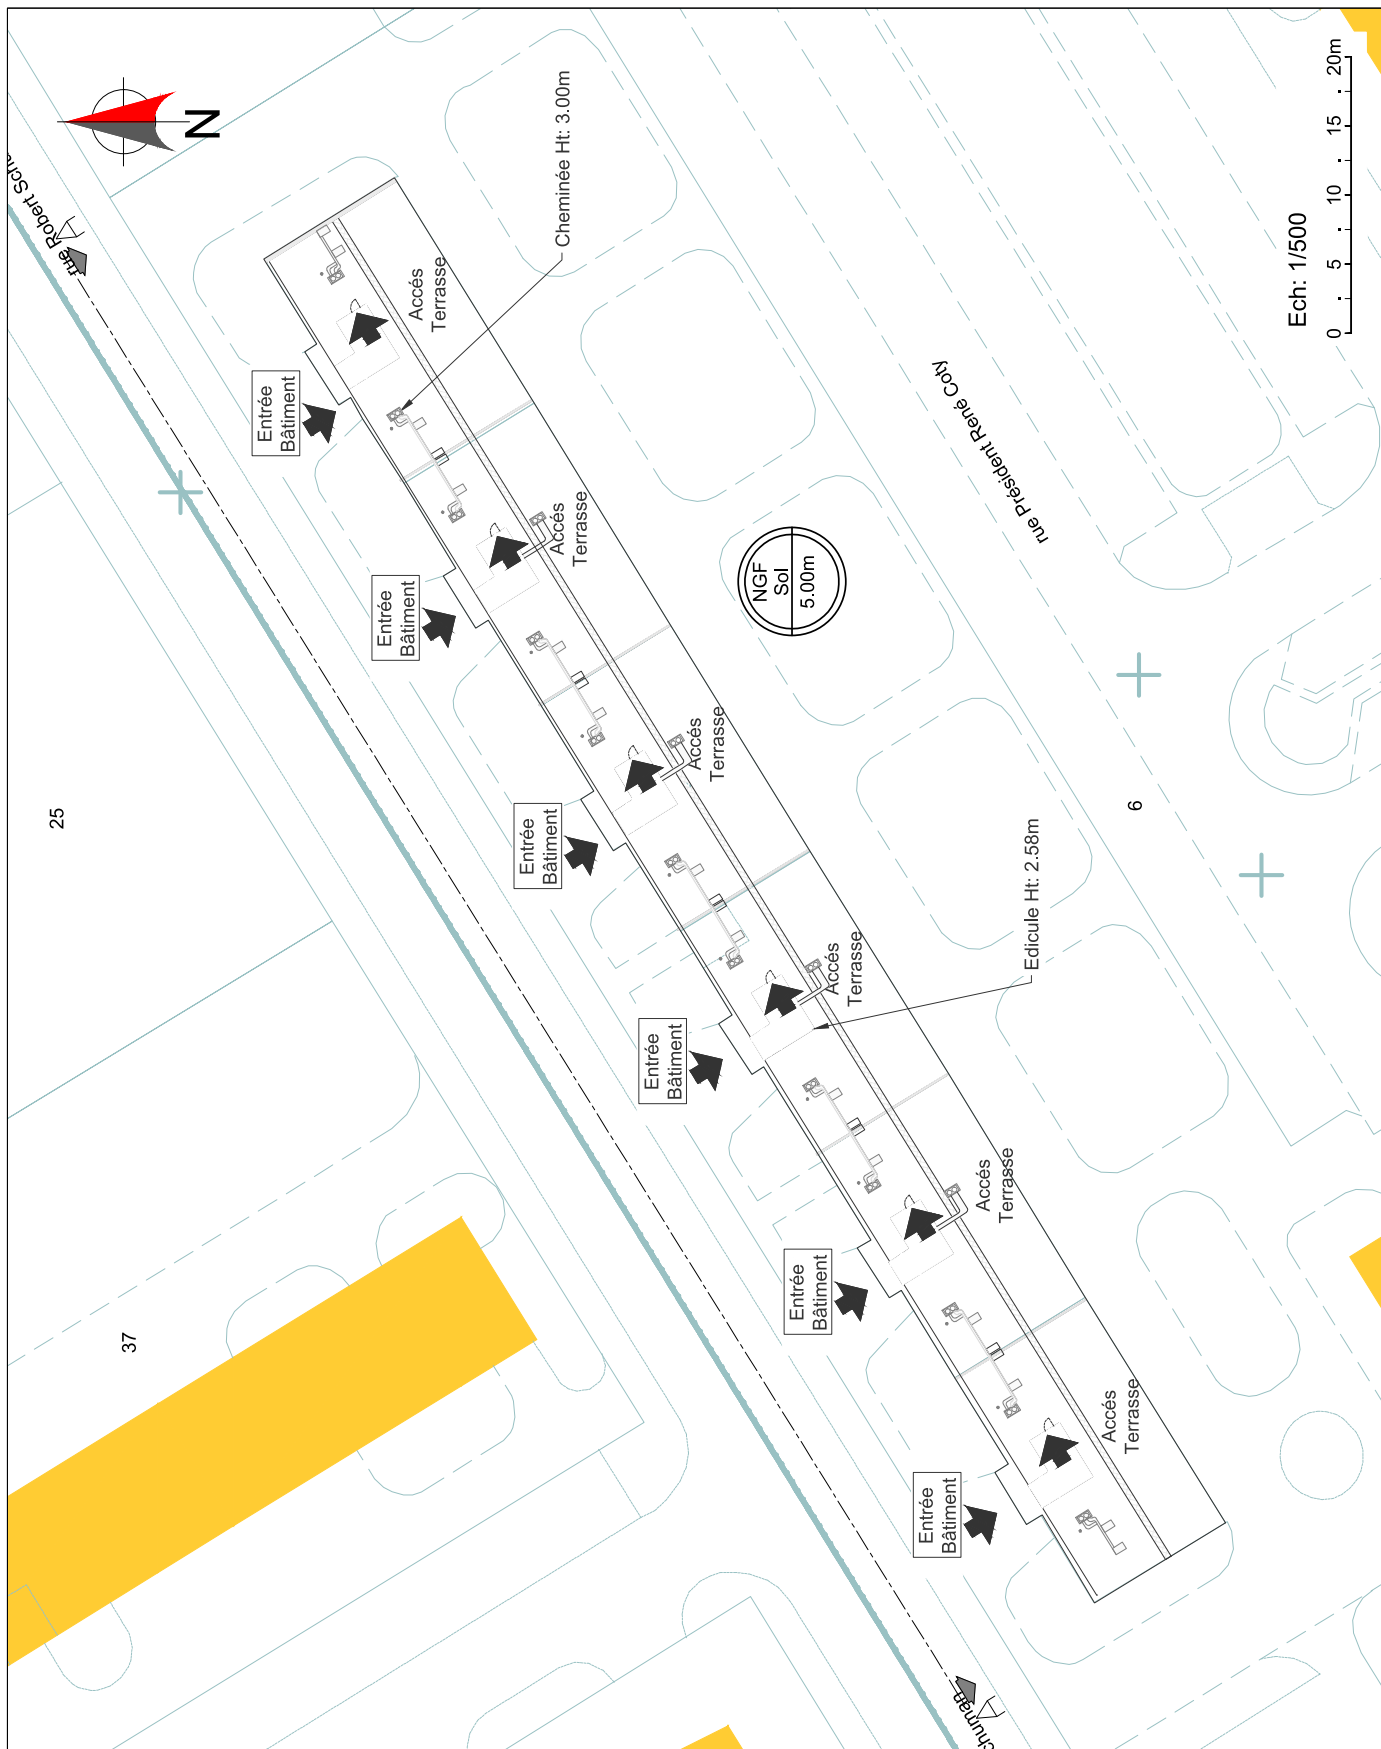 N
rue Robert Schu
Cheminée Ht: 3.00m
Ech: 1/500
0 5 10 15 20m
Accés
Terrasse
Entrée
Bâtiment
Accés
Terrasse
Entrée
Bâtiment
Accés
Terrasse
Entrée
Bâtiment
Accés
Terrasse
Entrée
Bâtiment
Accés
Terrasse
Entrée
Bâtiment
Accés
Terrasse
Entrée
Bâtiment
rue Président René Coty
NGF
Sol
5.00m
Edicule Ht: 2.58m
25
6
37
chuman